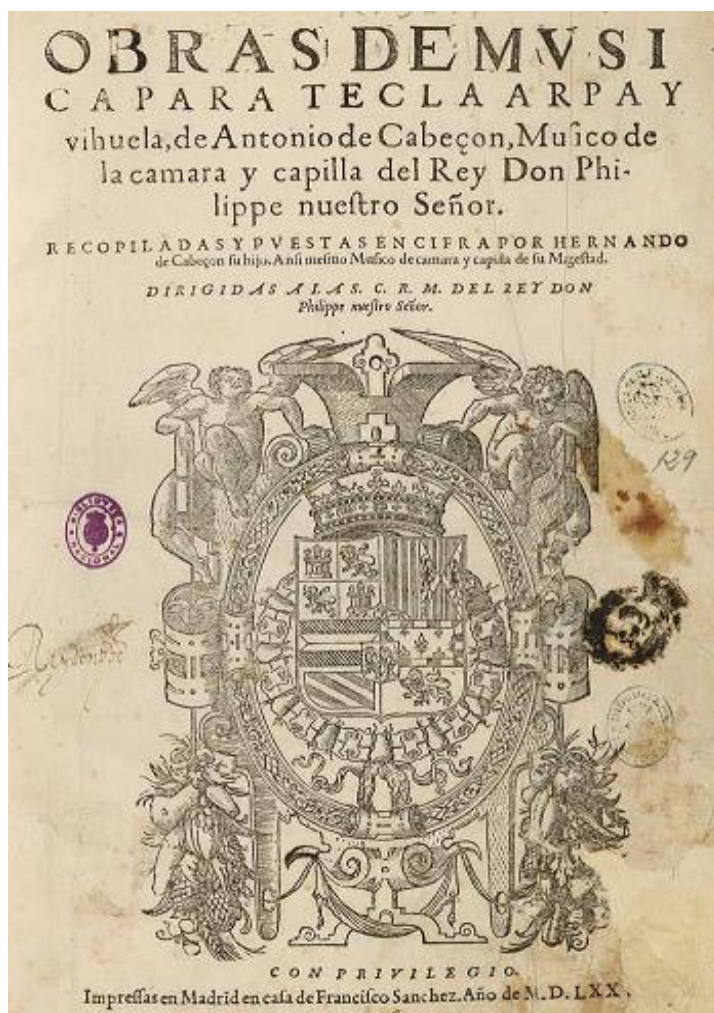 OBRAS DE MVSI
CA PARA TECLA ARPA Y
vihuela, de Antonio de Cabeçon, Muſico de
la camara y capilla del Rey Don Phi-
lippe nueſtro Señor.
RECOPILADAS Y PVESTAS EN CIFRA POR HERNANDO
de Cabeçon ſu hijo. Anſi meſmo Muſico de camara y capilla de ſu Mageſtad.
DIRIGIDAS A LA S. C. R. M. DEL REY DON
Philippe nueſtro Señor.
129
BIBLIOTECA NACIONAL
CON PRIVILEGIO.
Impreſſas en Madrid en caſa de Franciſco Sanchez. Año de M. D. LXX.